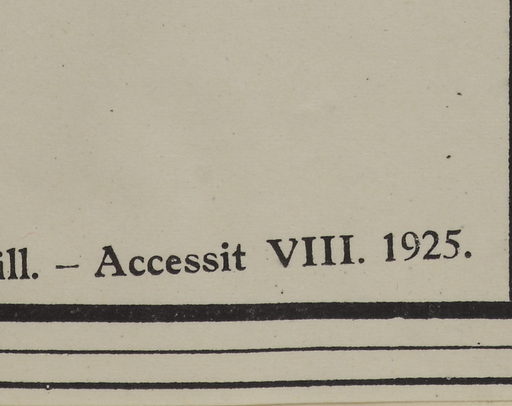 ill. – Accessit VIII. 1925.